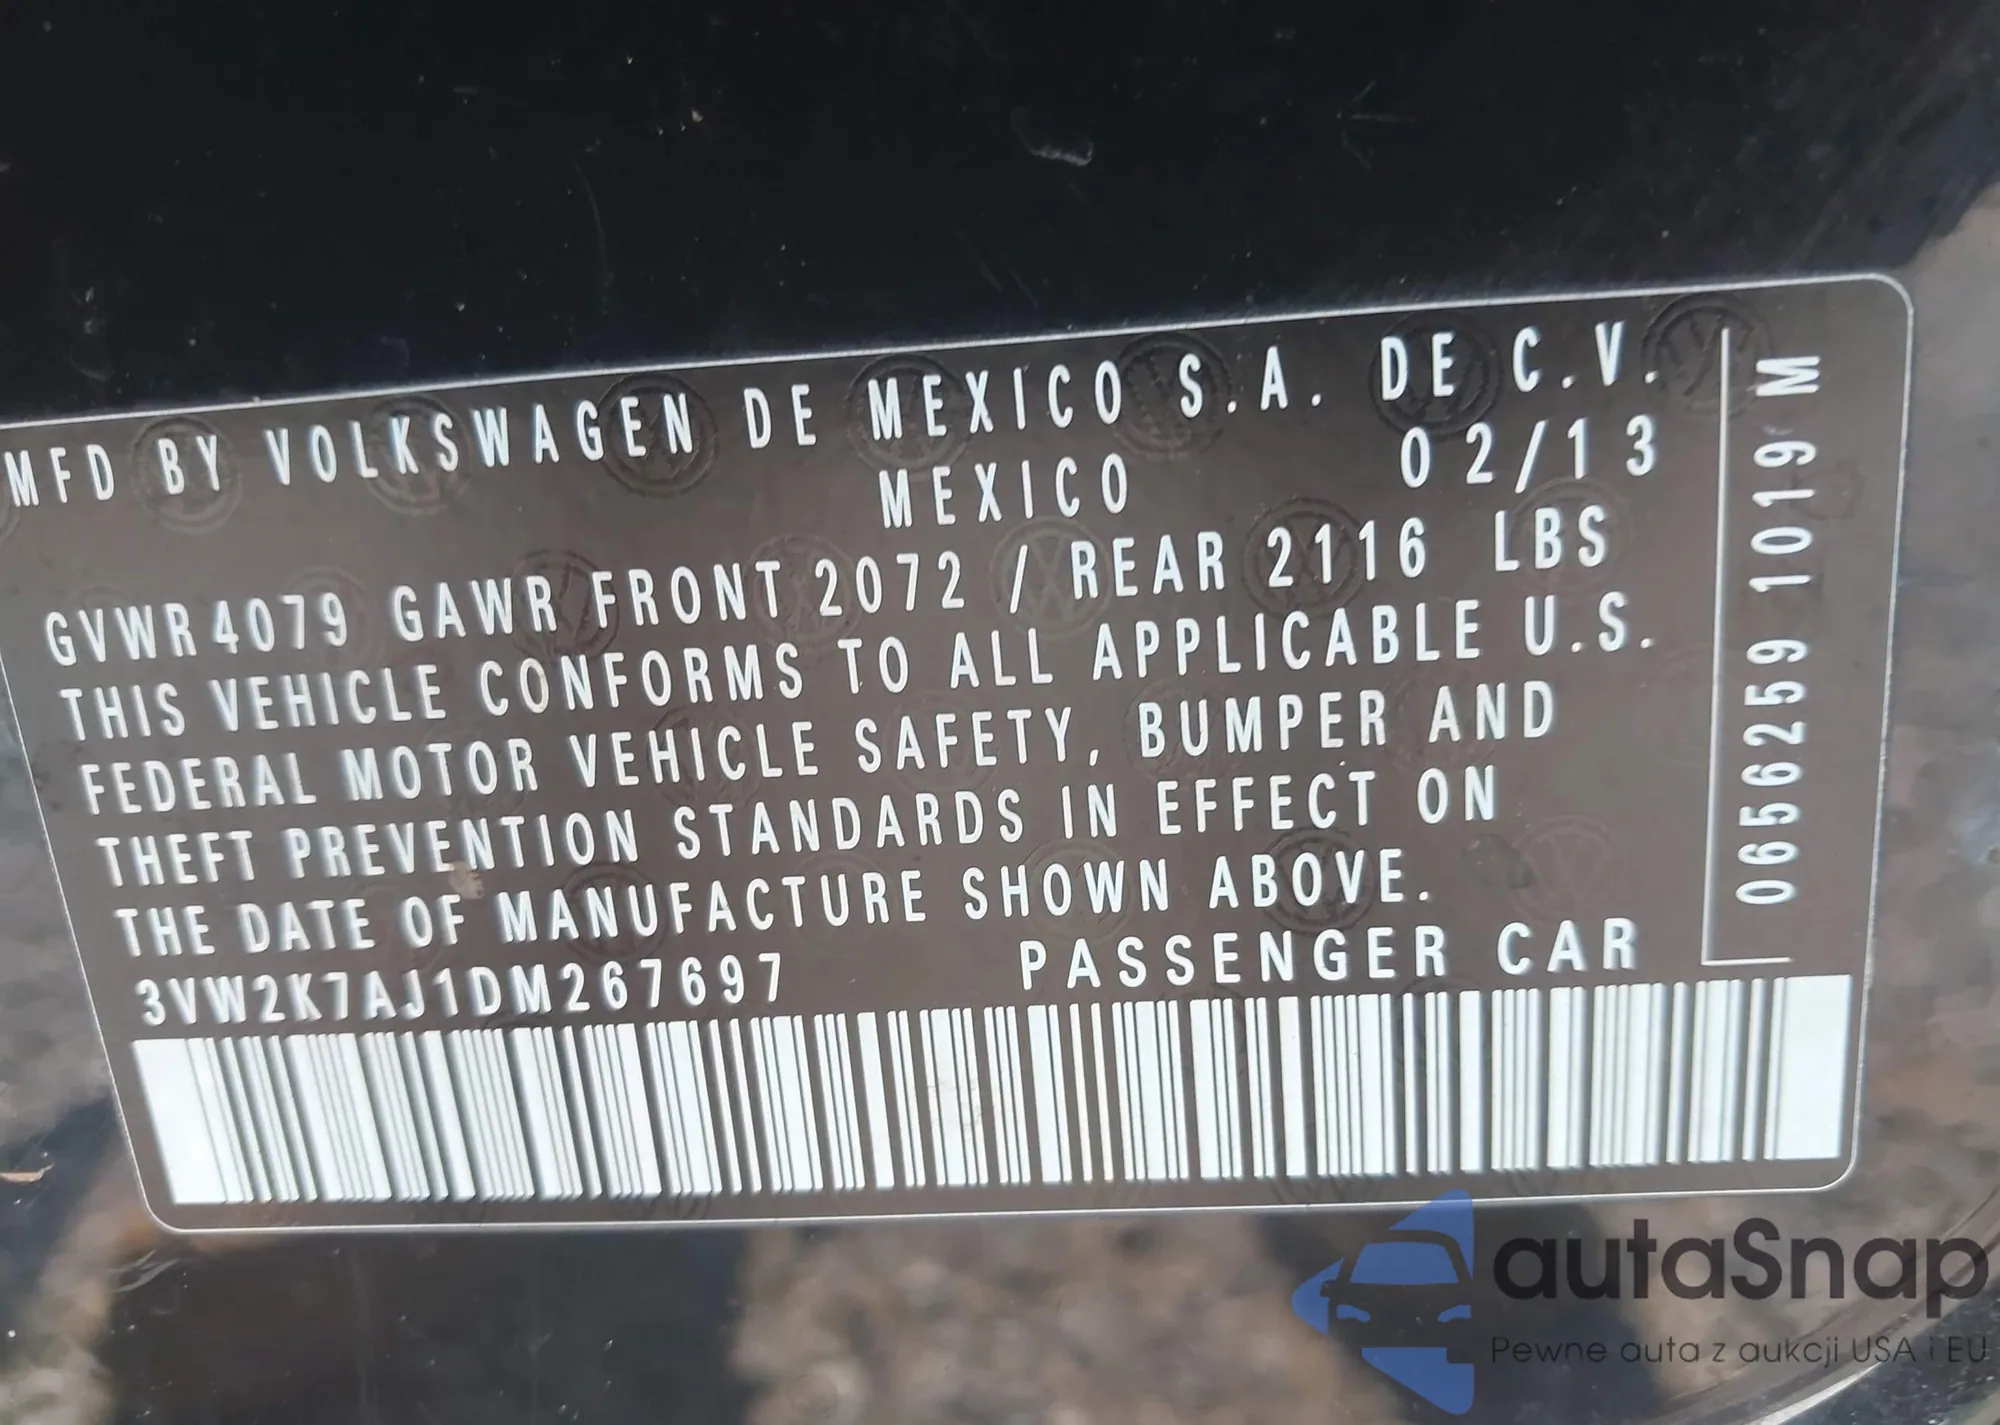 MFD BY VOLKSWAGEN DE MEXICO S.A. DE C.V.
MEXICO 02/13
GVWR 4079 GAWR FRONT 2072 / REAR 2116 LBS
THIS VEHICLE CONFORMS TO ALL APPLICABLE U.S.
FEDERAL MOTOR VEHICLE SAFETY, BUMPER AND
THEFT PREVENTION STANDARDS IN EFFECT ON
THE DATE OF MANUFACTURE SHOWN ABOVE.
3VW2K7AJ1DM267697 PASSENGER CAR
0656259 1019 M
autaSnap
Pewne auta z aukcji USA i EU